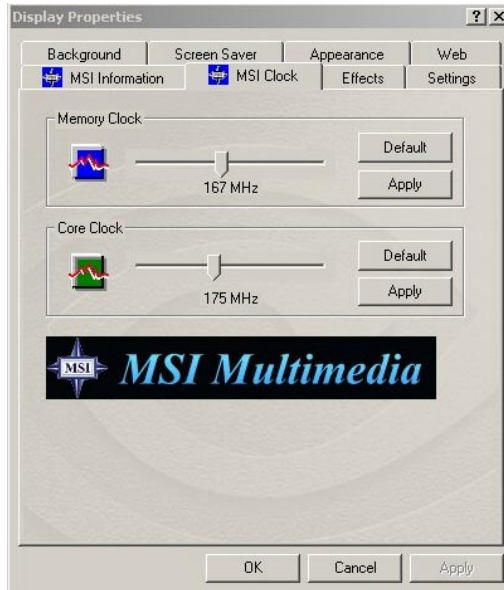 Display Properties
Background Screen Saver Appearance Web
MSI Information MSI Clock Effects Settings
Memory Clock
Default
167 MHz
Apply
Core Clock
Default
175 MHz
Apply
MSI MSI Multimedia
OK Cancel Apply